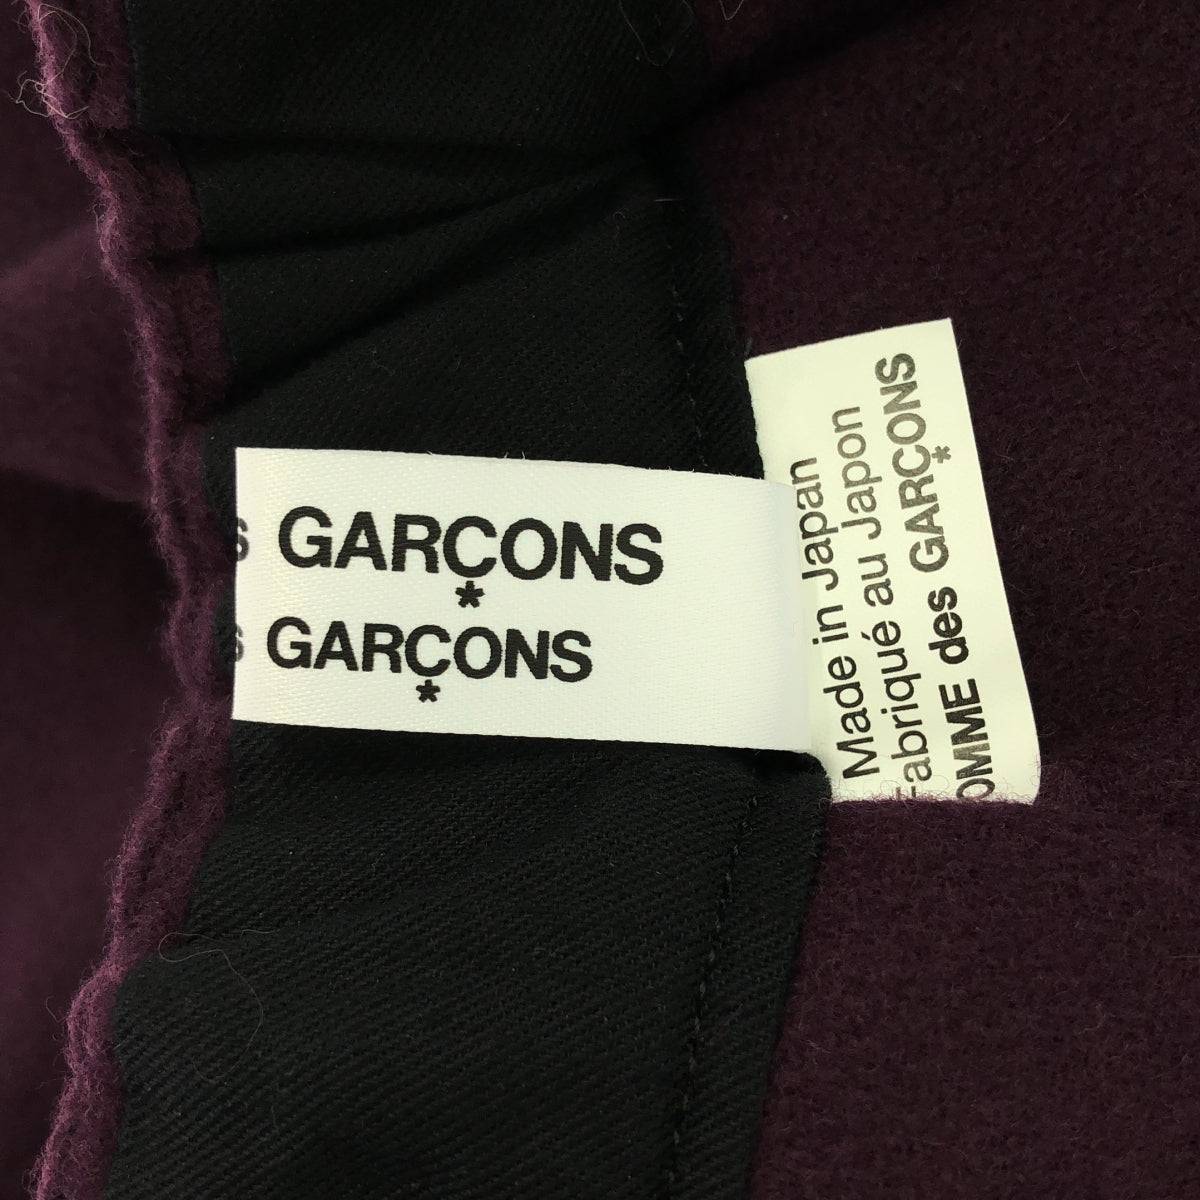 GARÇONS
*
GARÇONS
*
Made in Japan
Fabriqué au Japon
OMME des GARÇONS
*